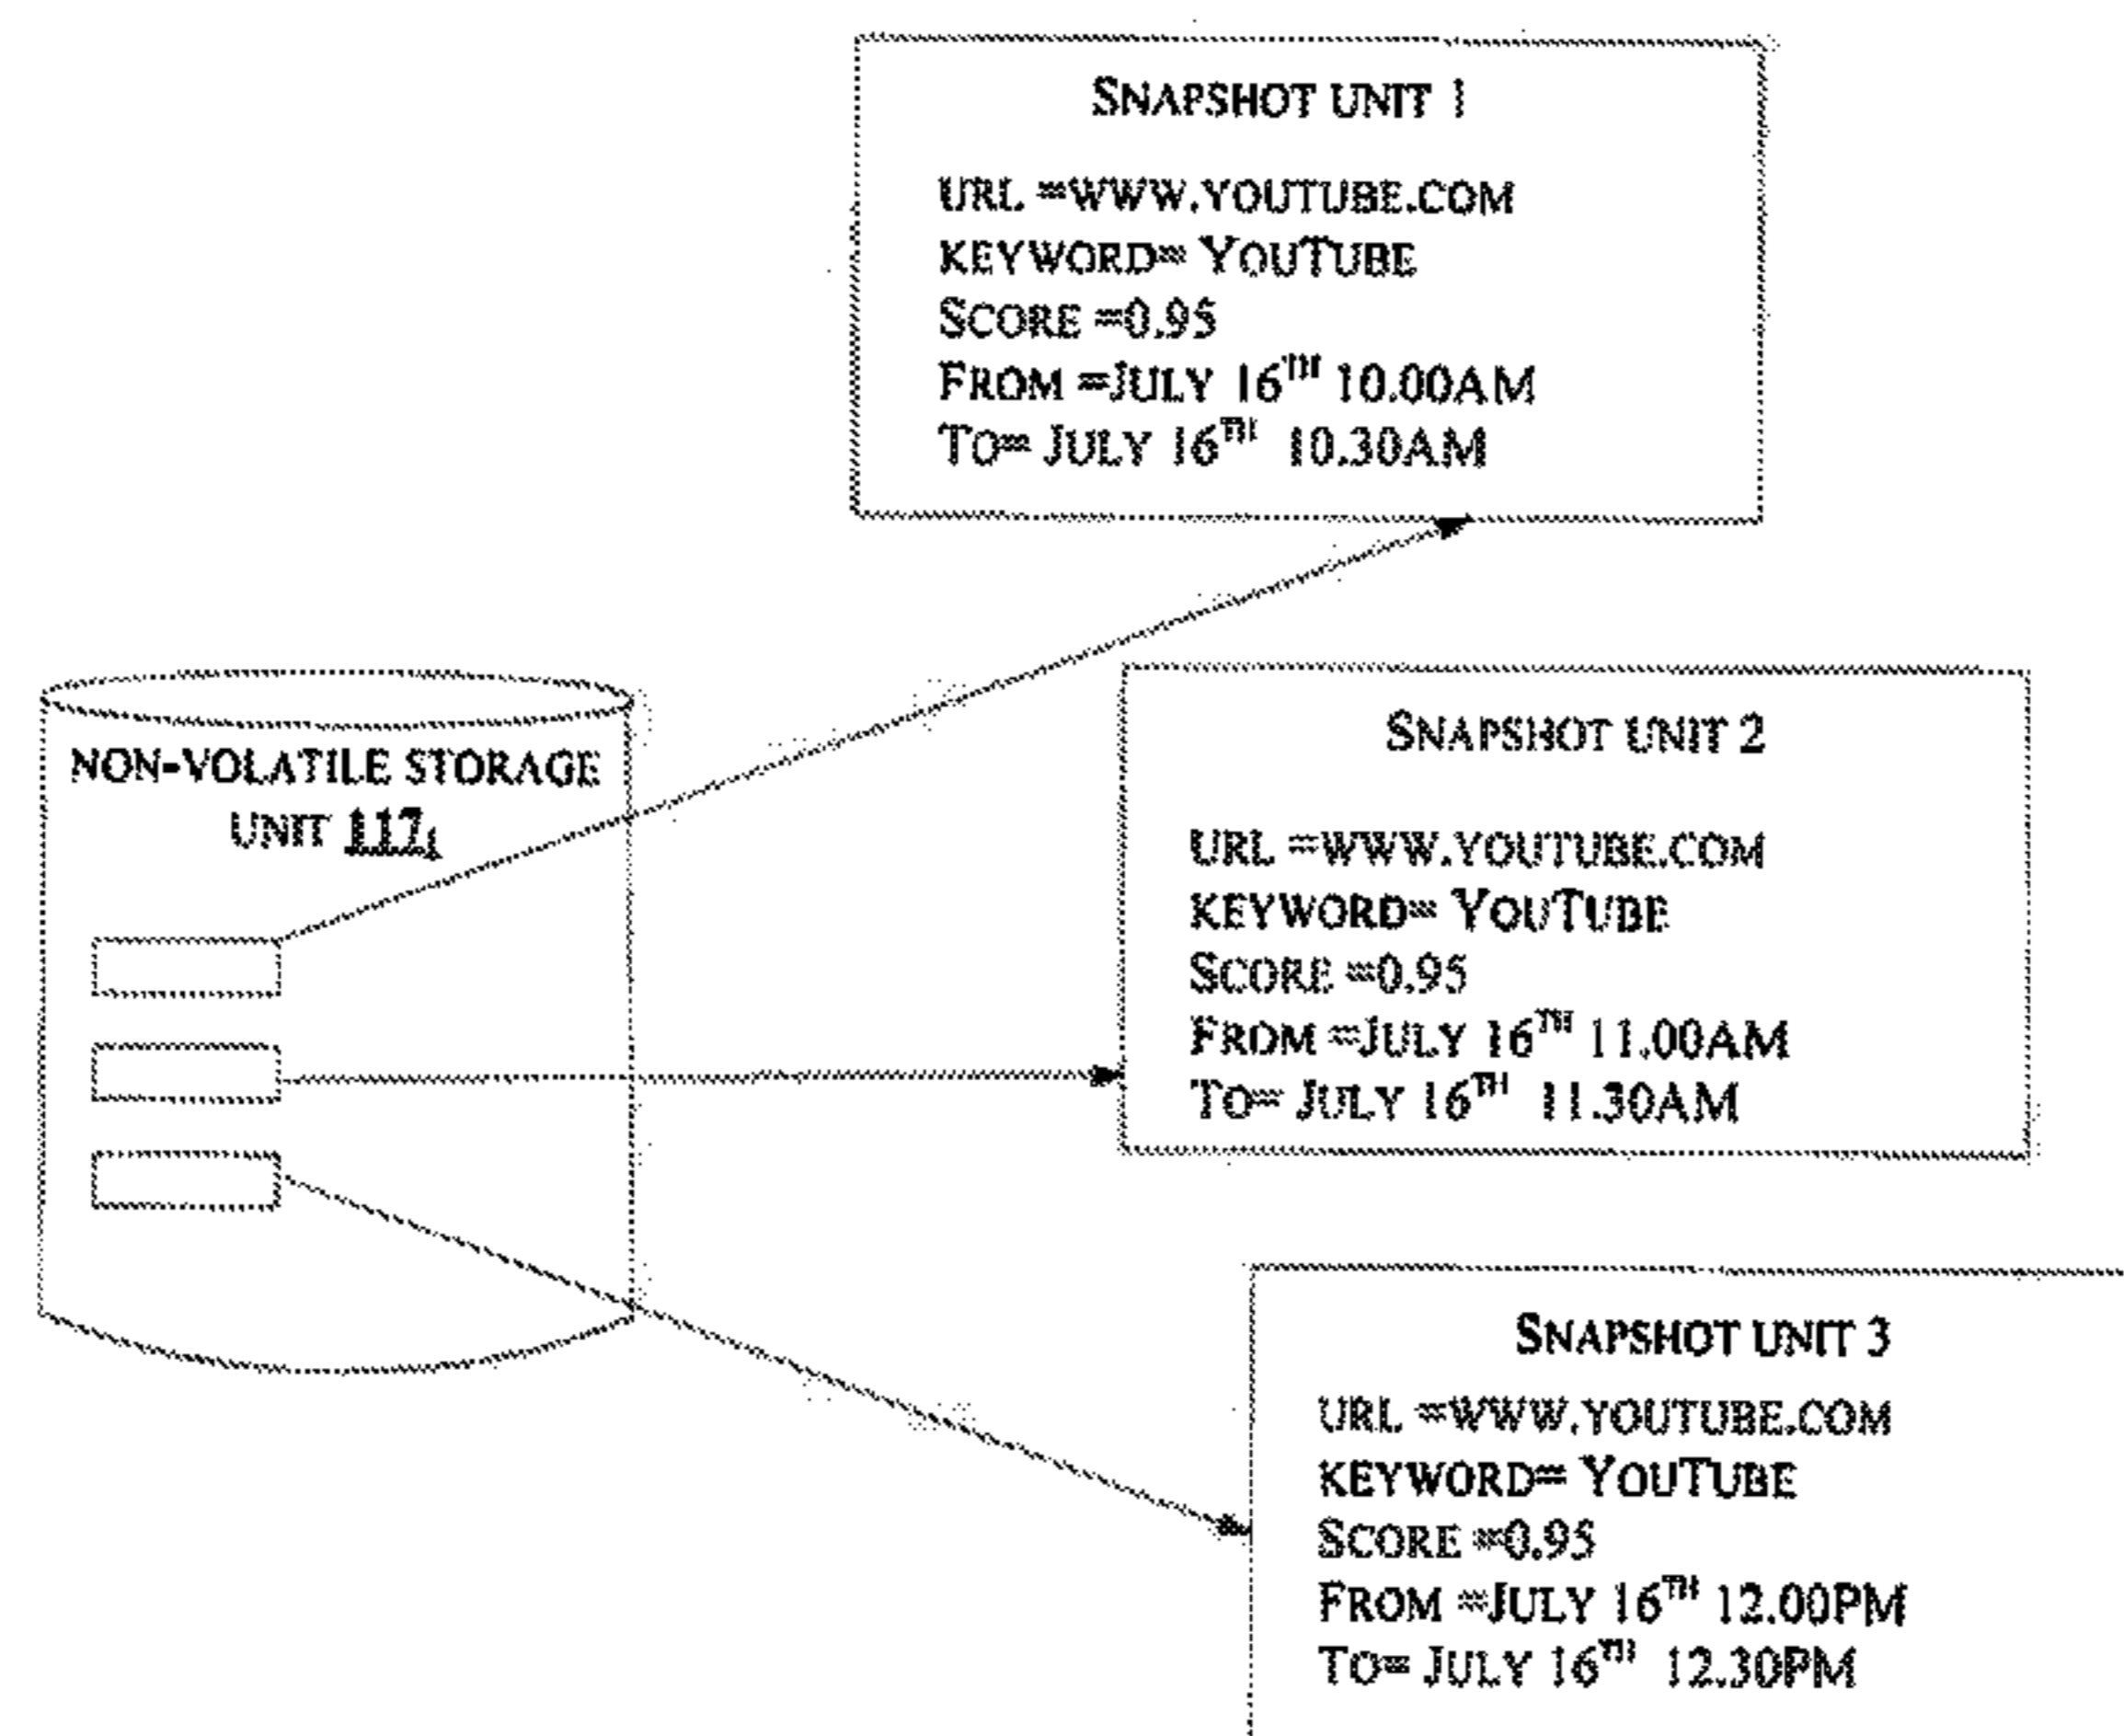 SNAPSHOT UNIT 1
URL =WWW.YOUTUBE.COM
KEYWORD= YOUTUBE
SCORE =0.95
FROM =JULY 16TH 10.00AM
TO= JULY 16TH 10.30AM
NON-VOLATILE STORAGE
UNIT 117₁
SNAPSHOT UNIT 2
URL =WWW.YOUTUBE.COM
KEYWORD= YOUTUBE
SCORE =0.95
FROM =JULY 16TH 11.00AM
TO= JULY 16TH 11.30AM
SNAPSHOT UNIT 3
URL =WWW.YOUTUBE.COM
KEYWORD= YOUTUBE
SCORE =0.95
FROM =JULY 16TH 12.00PM
TO= JULY 16TH 12.30PM